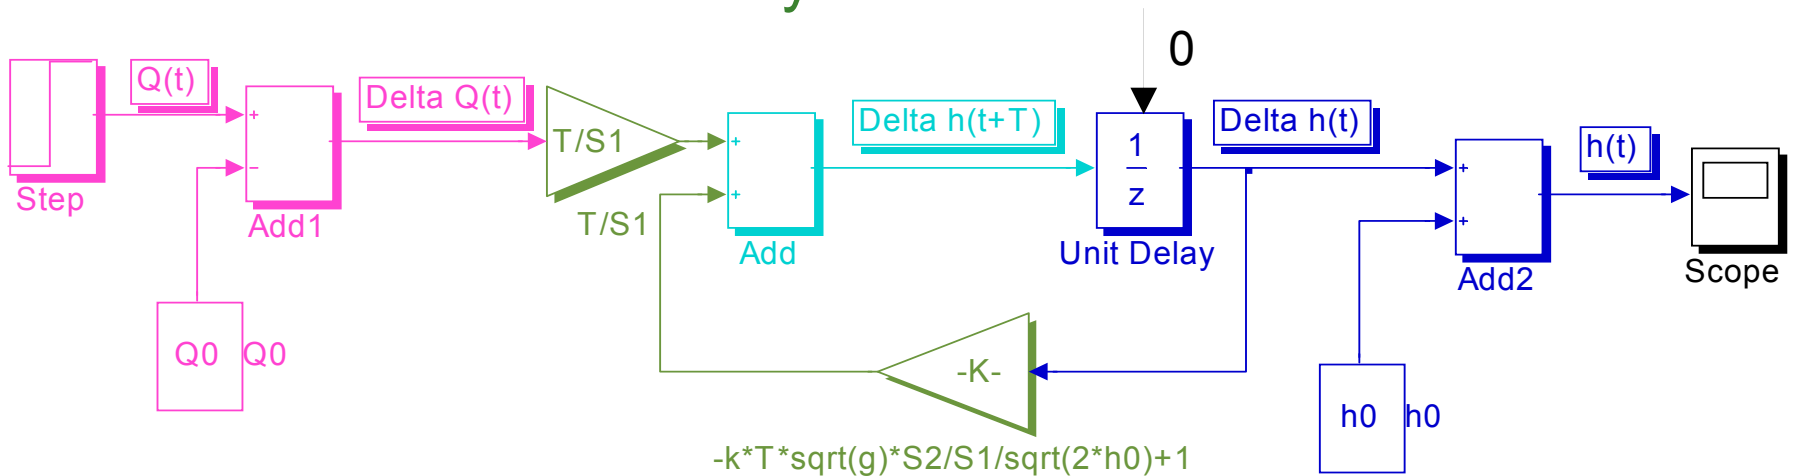 0
Q(t)
Delta Q(t)
Delta h(t+T)
Delta h(t)
h(t)
+
-
T/S1
+
+
1
z
+
+
Step
Add1
T/S1
Add
Unit Delay
Add2
Scope
Q0
Q0
-K-
h0
h0
-k*T*sqrt(g)*S2/S1/sqrt(2*h0)+1